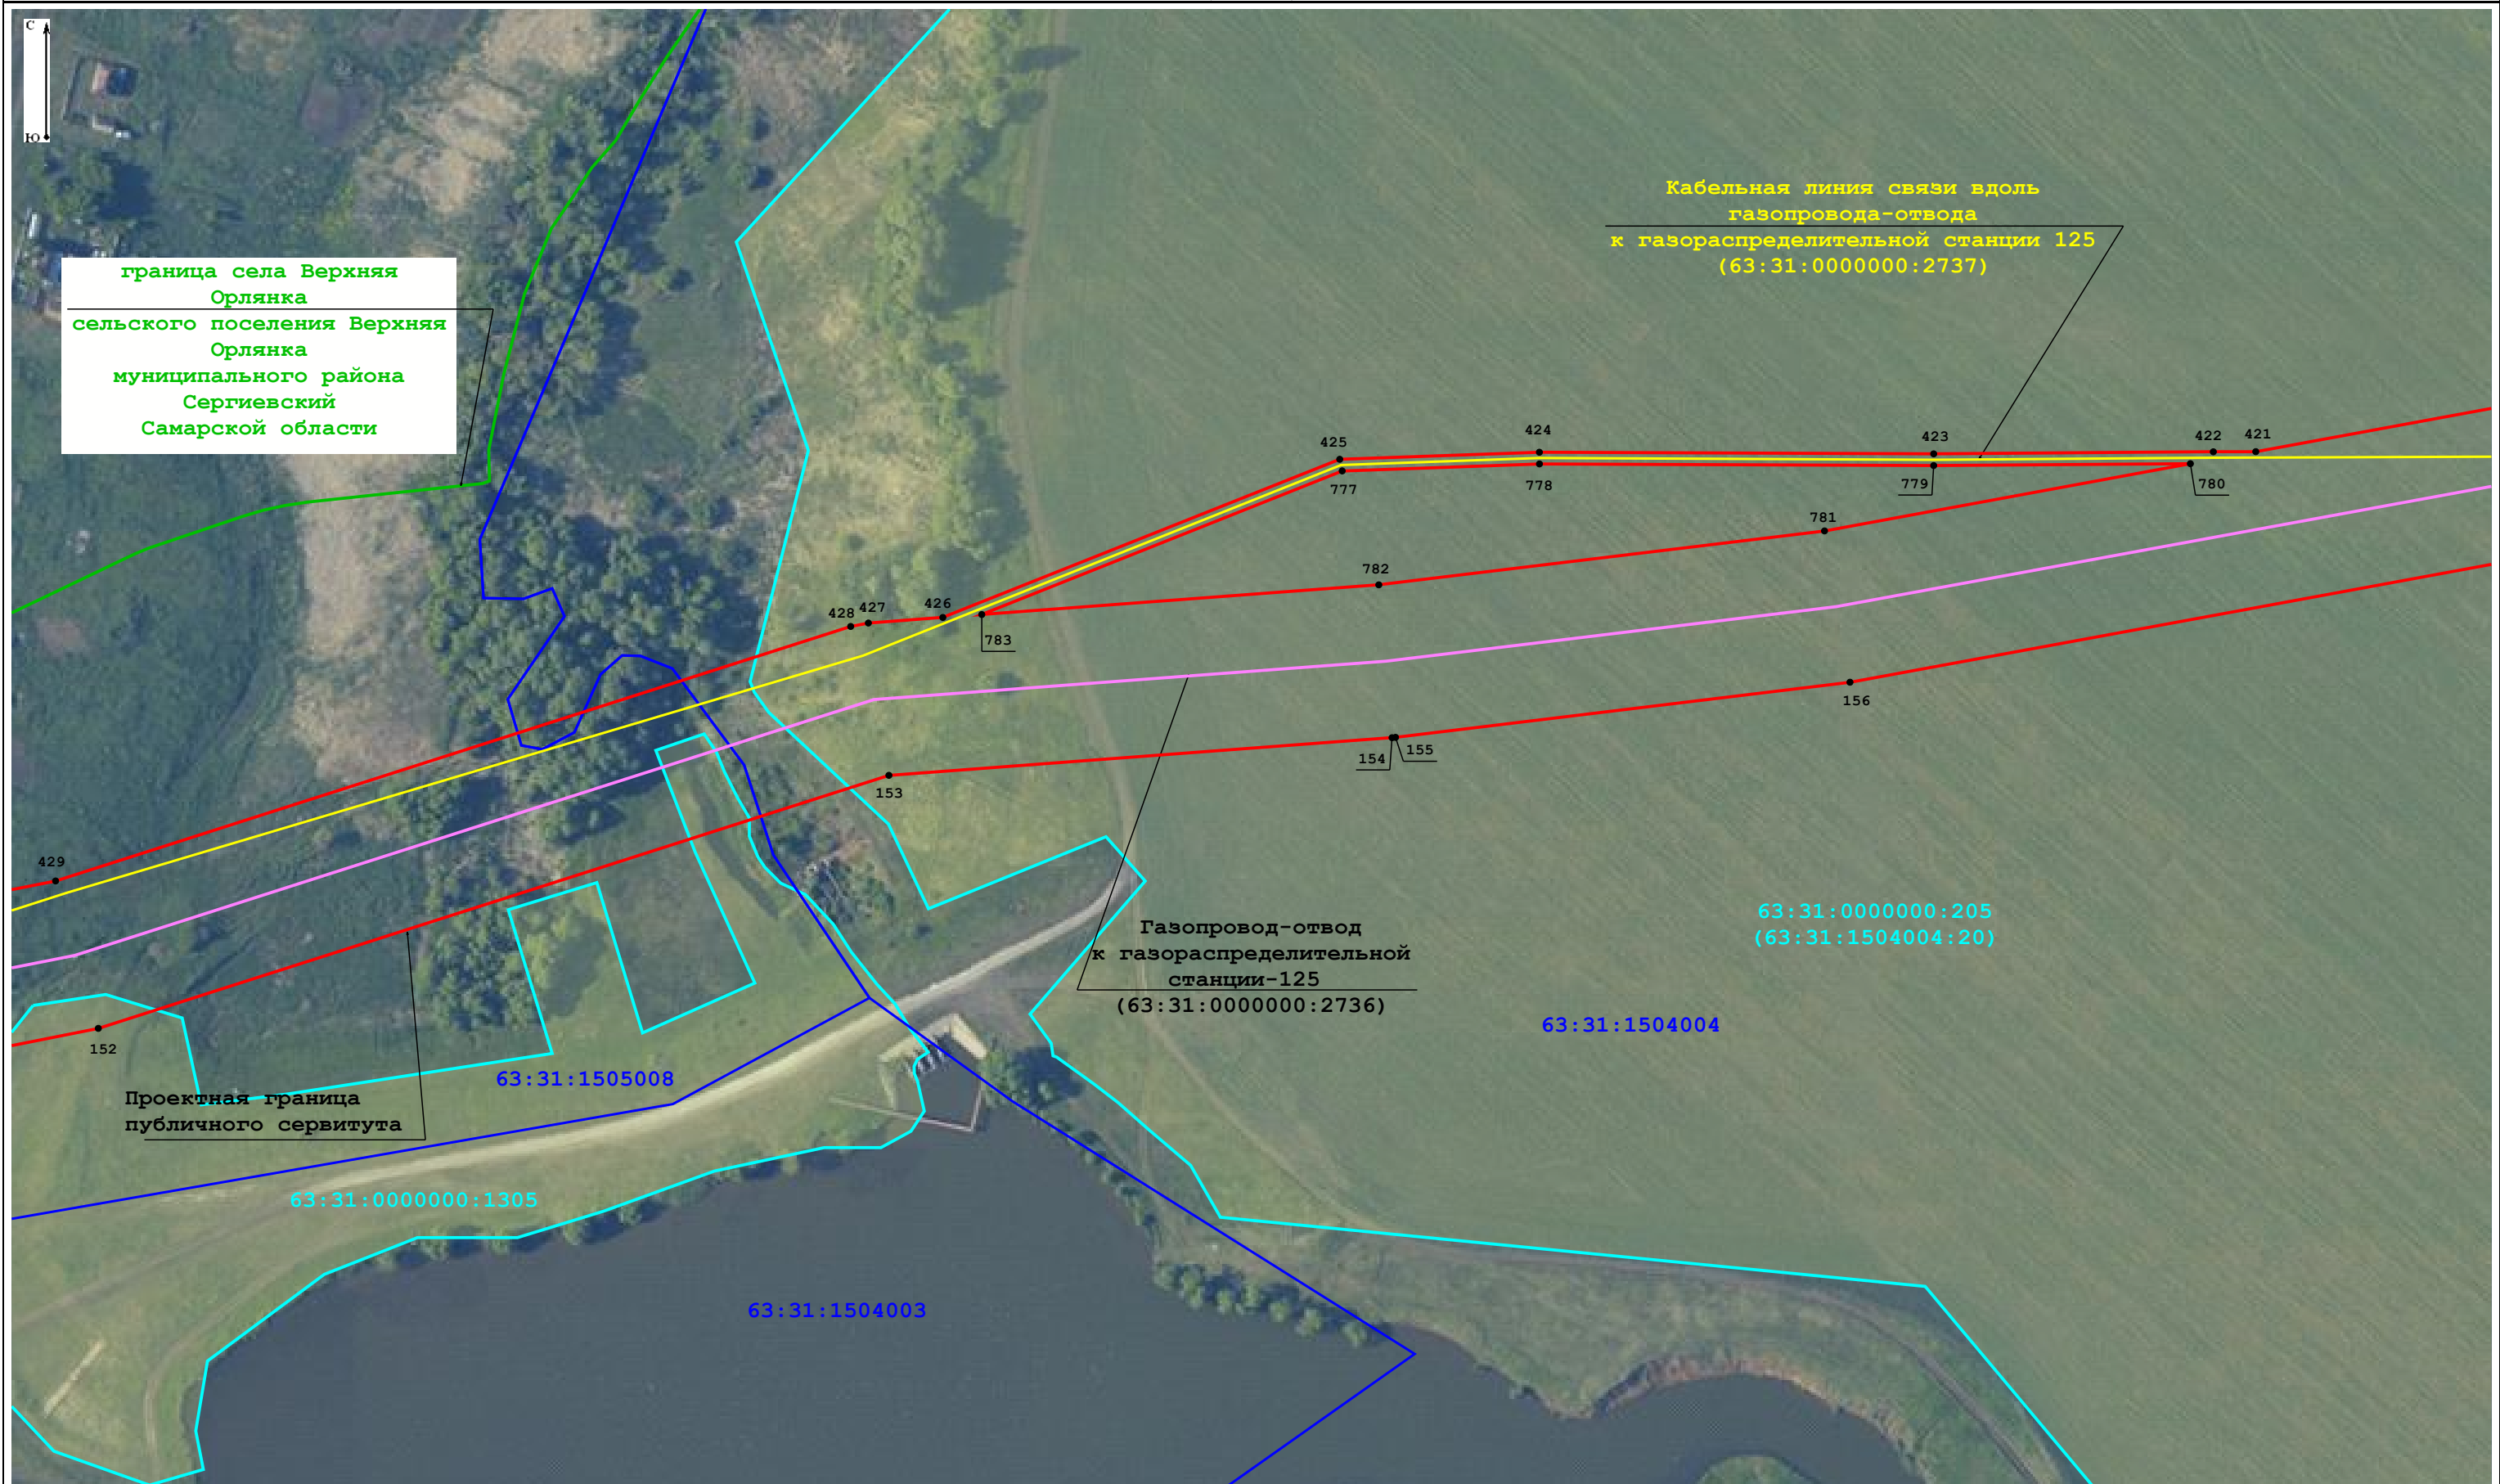 С
Ю
Кабельная линия связи вдоль
газопровода-отвода
к газораспределительной станции 125
(63:31:0000000:2737)
граница села Верхняя
Орлянка
сельского поселения Верхняя
Орлянка
муниципального района
Сергиевский
Самарской области
425
424
423
422
421
777
778
779
780
781
782
428
427
426
783
156
154
155
153
429
152
Газопровод-отвод
к газораспределительной
станции-125
(63:31:0000000:2736)
63:31:0000000:205
(63:31:1504004:20)
63:31:1504004
63:31:1505008
Проектная граница
публичного сервитута
63:31:0000000:1305
63:31:1504003